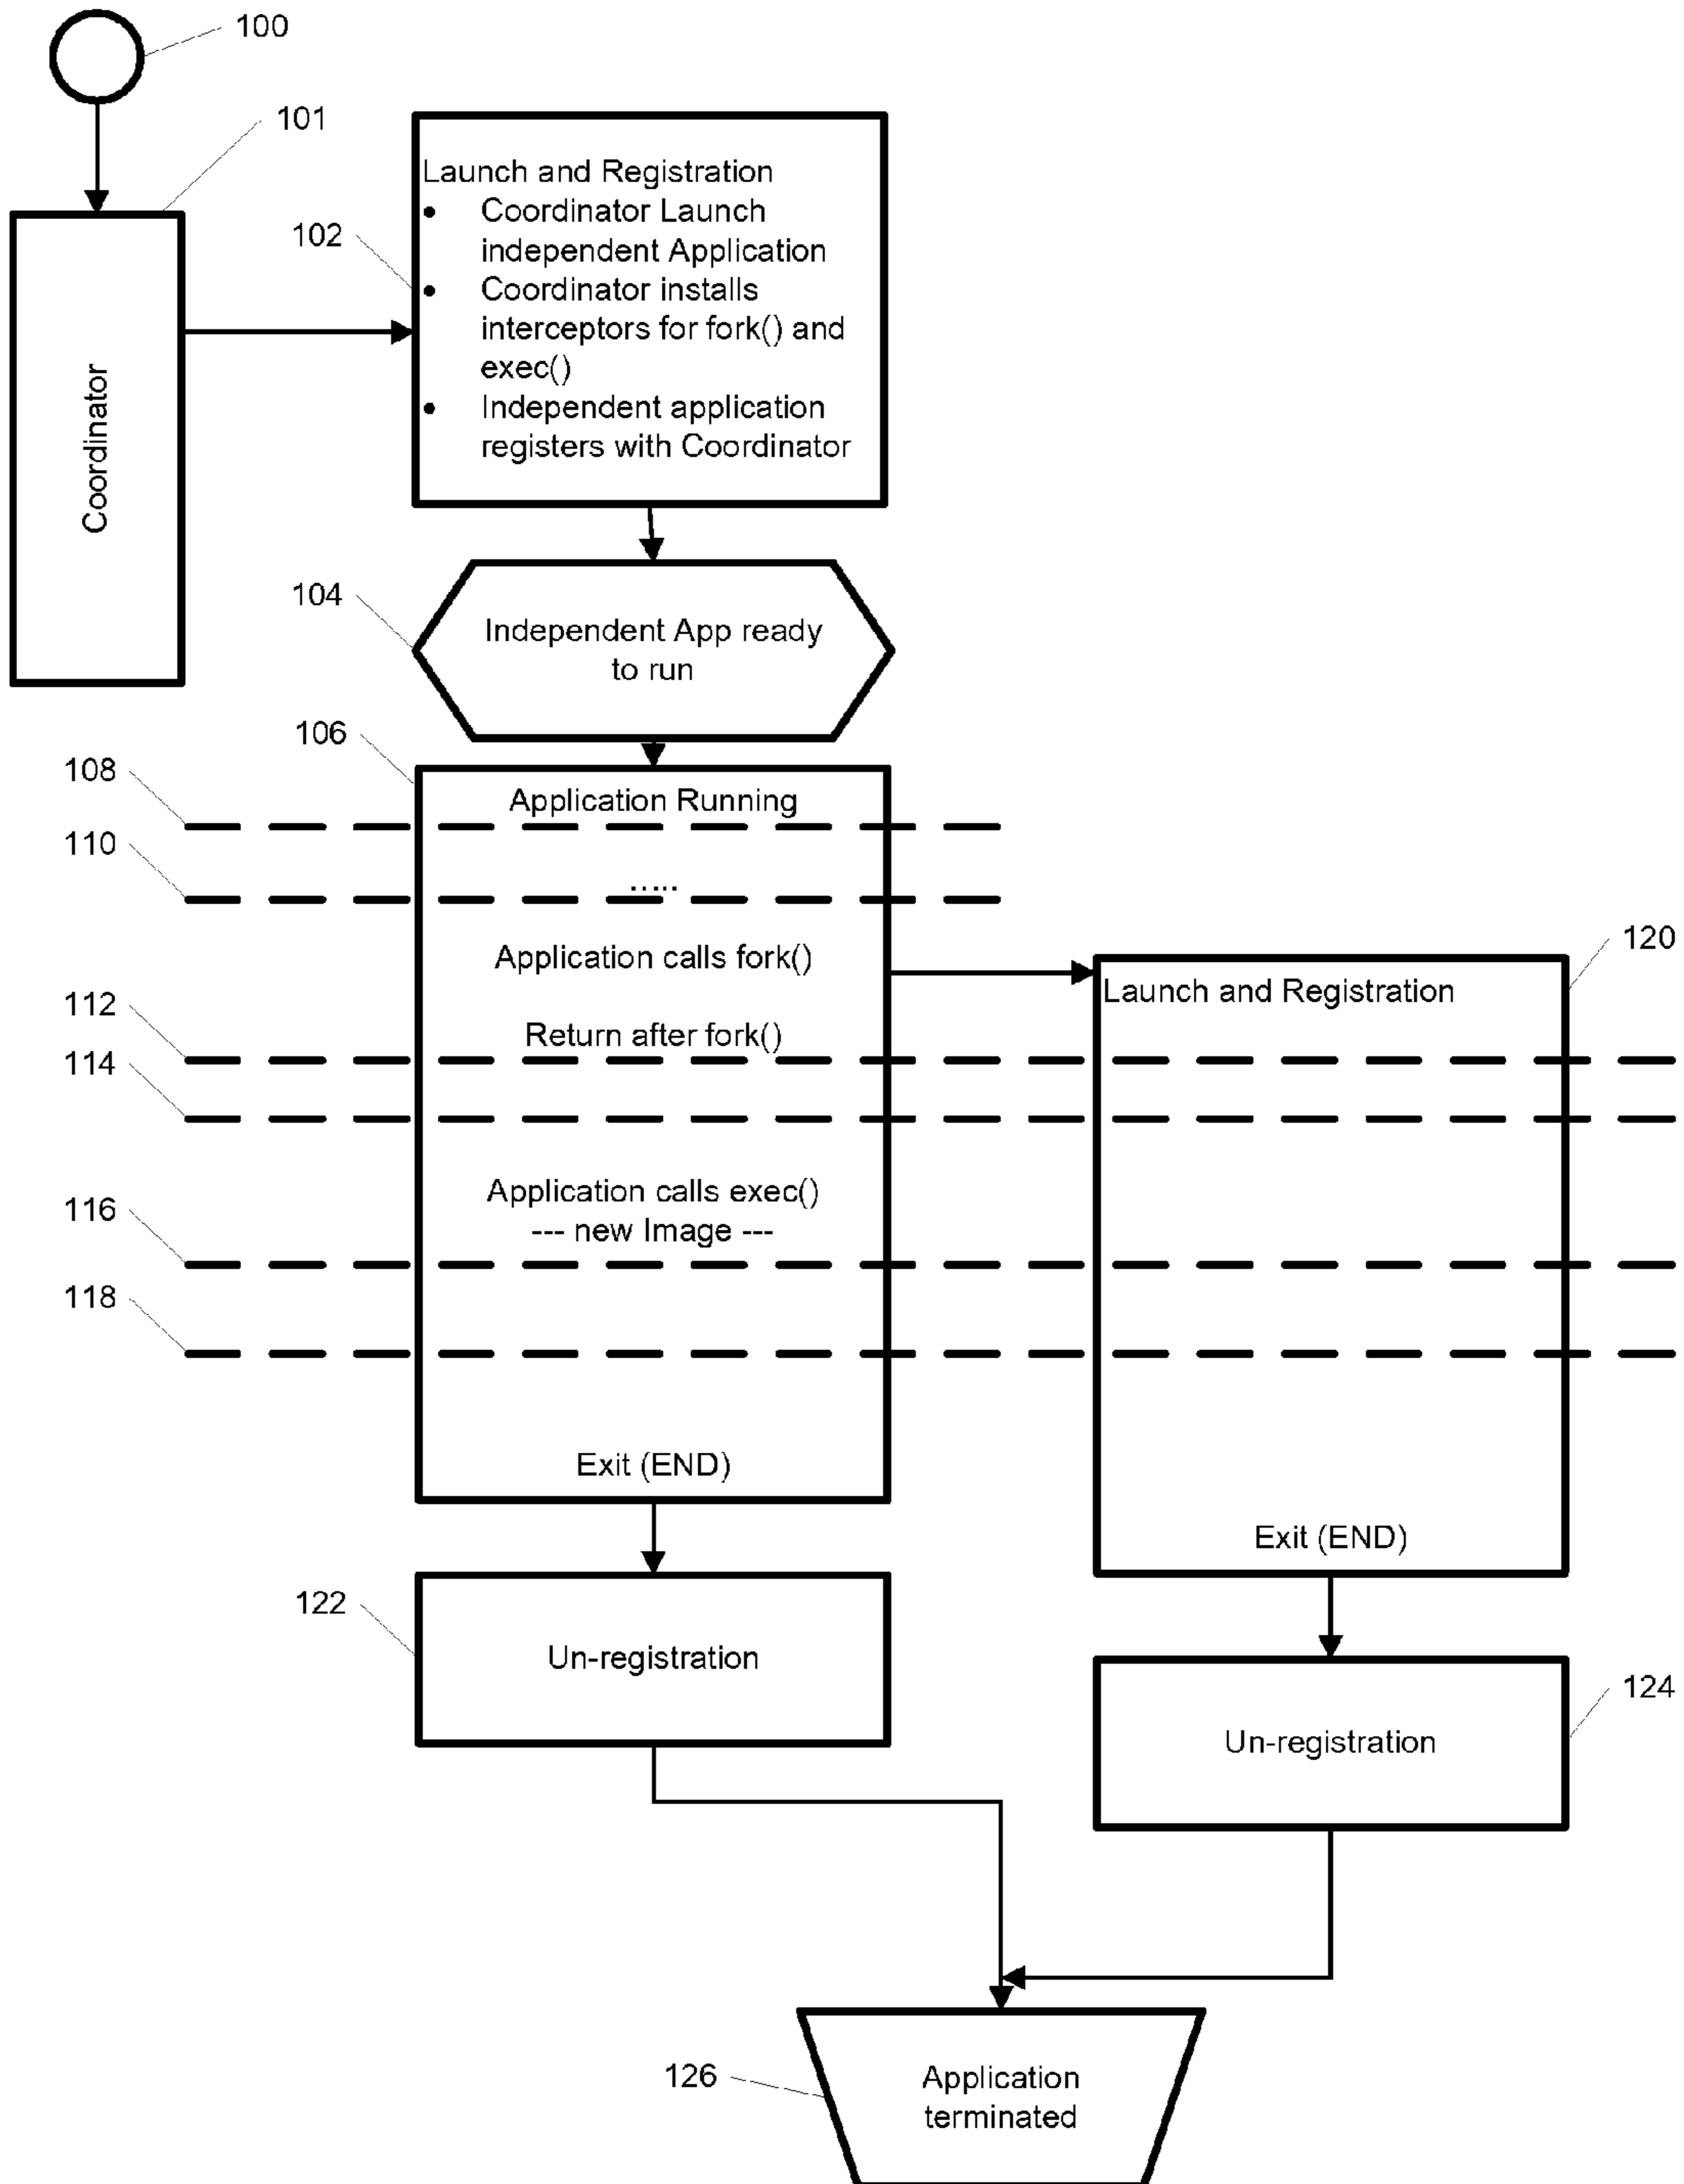 100
101
Coordinator
Launch and Registration
• Coordinator Launch
independent Application
• Coordinator installs
interceptors for fork() and
exec()
• Independent application
registers with Coordinator
102
104
Independent App ready
to run
106
Application Running
108
110
.....
Application calls fork()
Return after fork()
112
114
Application calls exec()
--- new Image ---
116
118
Exit (END)
120
Launch and Registration
Exit (END)
122
Un-registration
124
Un-registration
126
Application
terminated